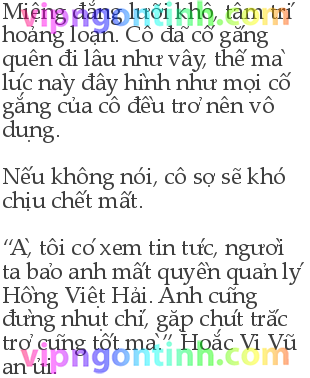 Miệng đắng lưỡi khô, tâm trí
hoảng loạn. Cô đã cố gắng
quên đi lâu như vậy, thế mà
lúc này đây hình như mọi cố
gắng của cô đều trở nên vô
dụng.
Nếu không nói, cô sợ sẽ khó
chịu chết mất.
“À, tôi có xem tin tức, người
ta bảo anh mất quyền quản lý
Hồng Việt Hải. Anh cũng
đừng nhụt chí, gặp chút trắc
trở cũng tốt mà”, Hoắc Vi Vũ
an ủi.
vipngontinh.com
vipngontinh.com